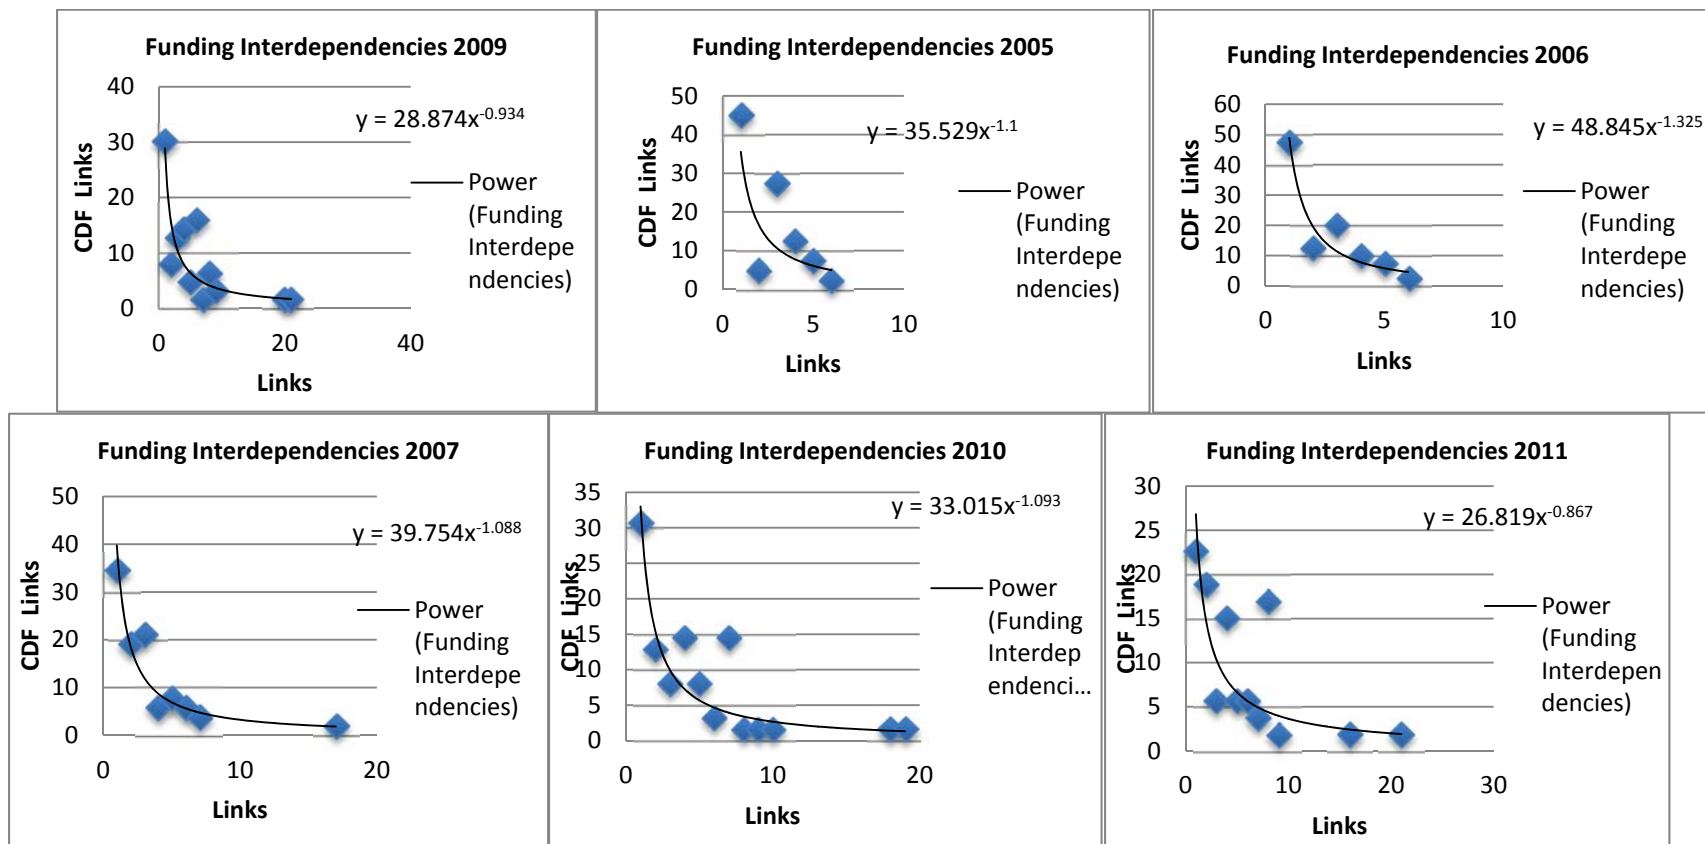 Funding Interdependencies 2009
40
30
20
10
0
0 20 40
CDF Links
Links
y = 28.874x^-0.934
Power
(Funding
Interdepe
ndencies)
Funding Interdependencies 2005
50
40
30
20
10
0
0 5 10
CDF Links
Links
y = 35.529x^-1.1
Power
(Funding
Interdepe
ndencies)
Funding Interdependencies 2006
60
50
40
30
20
10
0
0 5 10
CDF Links
Links
y = 48.845x^-1.325
Power
(Funding
Interdepe
ndencies)
Funding Interdependencies 2007
50
40
30
20
10
0
0 10 20
CDF Links
Links
y = 39.754x^-1.088
Power
(Funding
Interdepe
ndencies)
Funding Interdependencies 2010
35
30
25
20
15
10
5
0
0 10 20
CDF Links
Links
y = 33.015x^-1.093
Power
(Funding
Interdep
endenci...
Funding Interdependencies 2011
30
25
20
15
10
5
0
0 10 20 30
CDF Links
Links
y = 26.819x^-0.867
Power
(Funding
Interdepen
dencies)